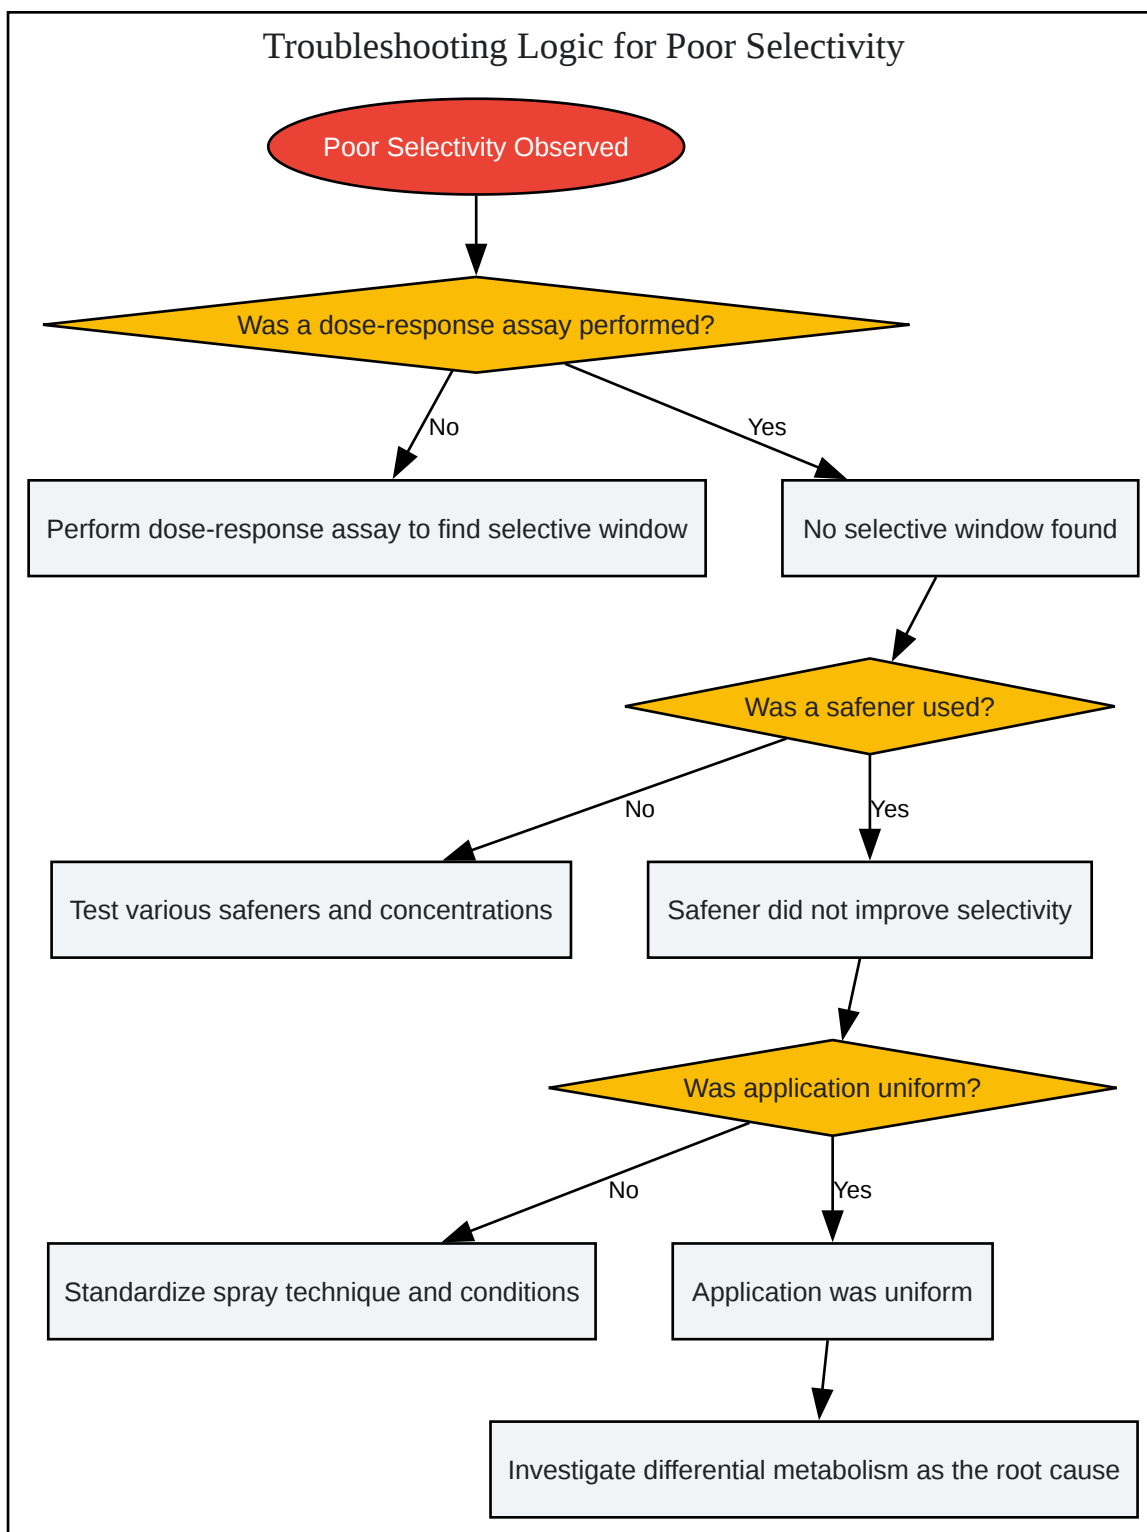 Troubleshooting Logic for Poor Selectivity
Poor Selectivity Observed
Was a dose-response assay performed?
No
Yes
Perform dose-response assay to find selective window
No selective window found
Was a safener used?
No
Yes
Test various safeners and concentrations
Safener did not improve selectivity
Was application uniform?
No
Yes
Standardize spray technique and conditions
Application was uniform
Investigate differential metabolism as the root cause